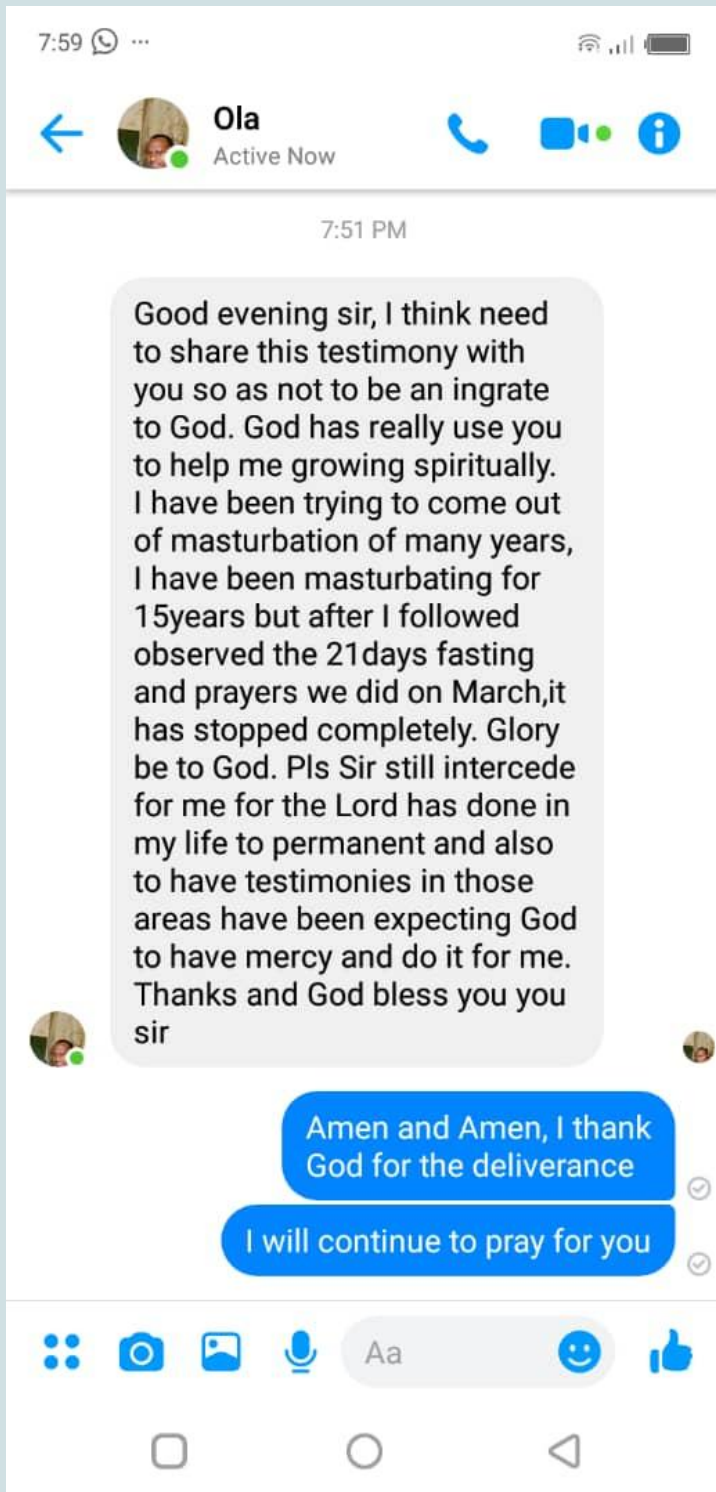 7:59 ...
Ola
Active Now
7:51 PM
Good evening sir, I think need
to share this testimony with
you so as not to be an ingrate
to God. God has really use you
to help me growing spiritually.
I have been trying to come out
of masturbation of many years,
I have been masturbating for
15years but after I followed
observed the 21days fasting
and prayers we did on March,it
has stopped completely. Glory
be to God. Pls Sir still intercede
for me for the Lord has done in
my life to permanent and also
to have testimonies in those
areas have been expecting God
to have mercy and do it for me.
Thanks and God bless you you
sir
Amen and Amen, I thank
God for the deliverance
I will continue to pray for you
Aa